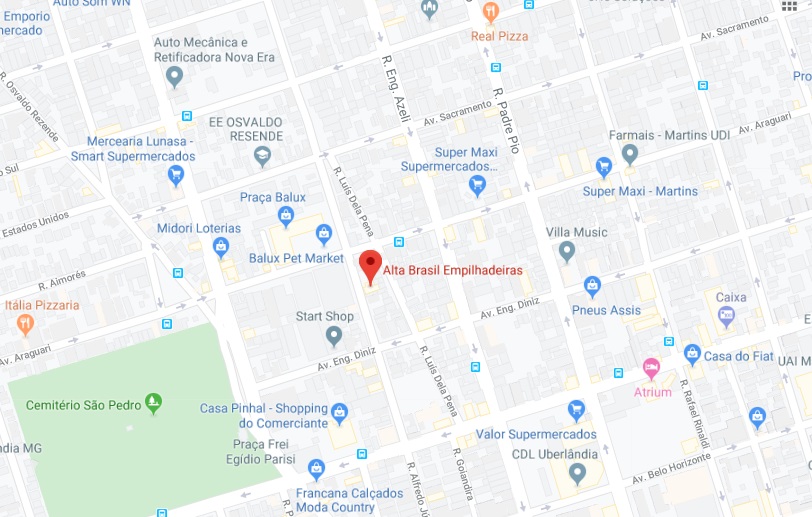 Emporio
mercado
Auto Som WN
Real Pizza
Av. Sacramento
Auto Mecânica e
Retificadora Nova Era
R. Osvaldo Rezende
R. Eng. Azeli
R. Padre Pio
Pro
Av. Sacramento
Av. Araguari
EE OSVALDO
RESENDE
Mercearia Lunasa -
Smart Supermercados
Super Maxi
Supermercados...
Farmais - Martins UDI
o Sul
R. Luís Dela Pena
Super Maxi - Martins
Praça Balux
Estados Unidos
Midori Loterias
Balux Pet Market
Villa Music
Alta Brasil Empilhadeiras
R. Aimorés
Itália Pizzaria
Av. Eng. Diniz
Pneus Assis
Caixa
Start Shop
E
Av. Araguari
Av. Eng. Diniz
R. Luís Dela Pena
Casa do Fiat
UAI M
Atrium
R. Rafael Rinaldi
Cemitério São Pedro
Casa Pinhal - Shopping
do Comerciante
Valor Supermercados
Praça Frei
Egídio Parisi
ndia MG
CDL Uberlândia
Av. Belo Horizonte
R. Goiandira
R. Alfredo Jú
Francana Calçados
Moda Country